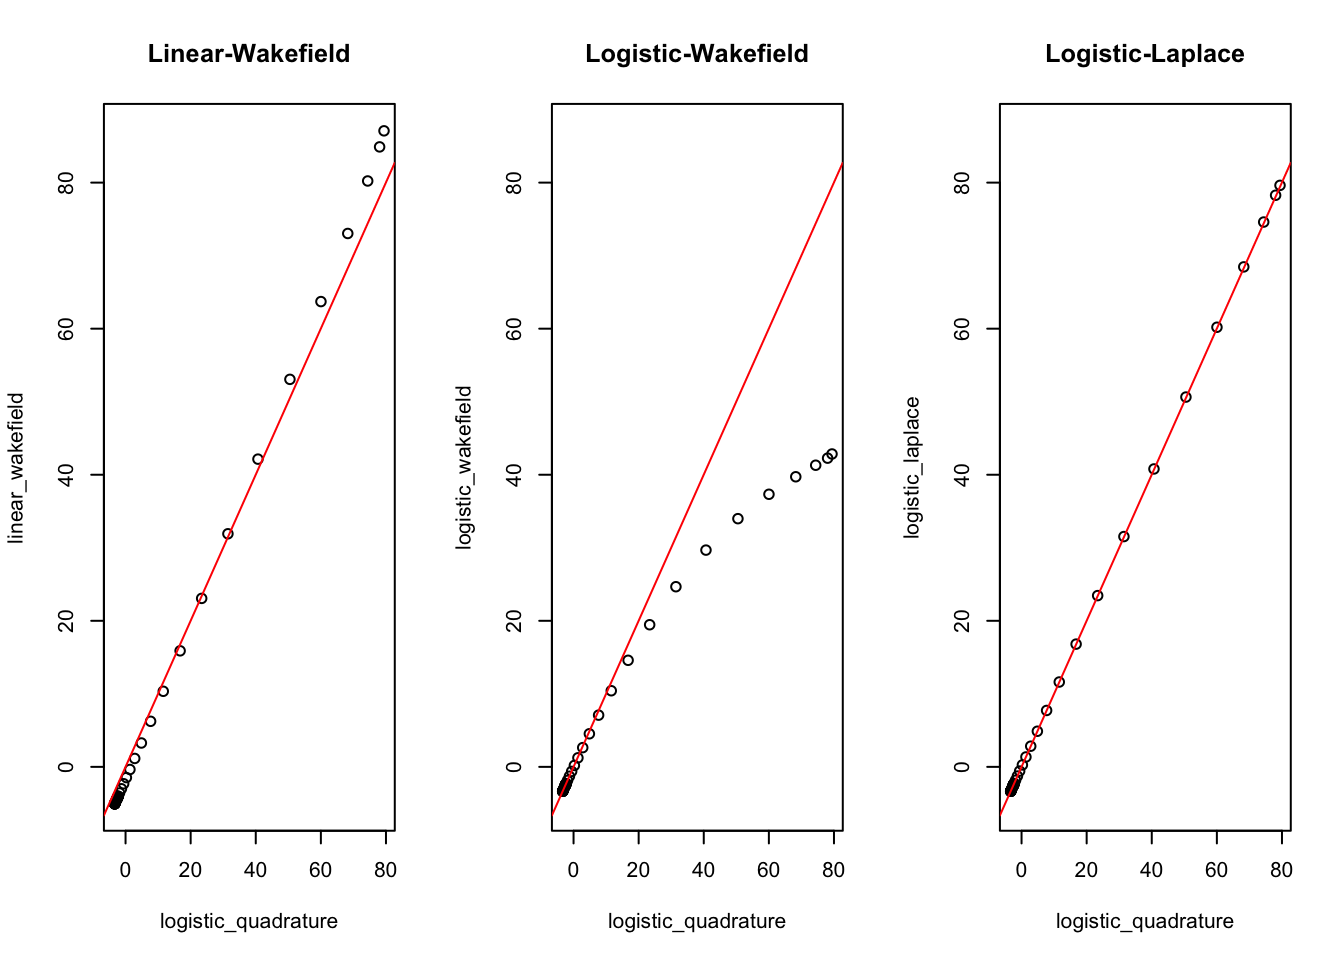 Linear-Wakefield
linear_wakefield
80
60
40
20
0
0 20 40 60 80
logistic_quadrature
Logistic-Wakefield
logistic_wakefield
80
60
40
20
0
0 20 40 60 80
logistic_quadrature
Logistic-Laplace
logistic_laplace
80
60
40
20
0
0 20 40 60 80
logistic_quadrature